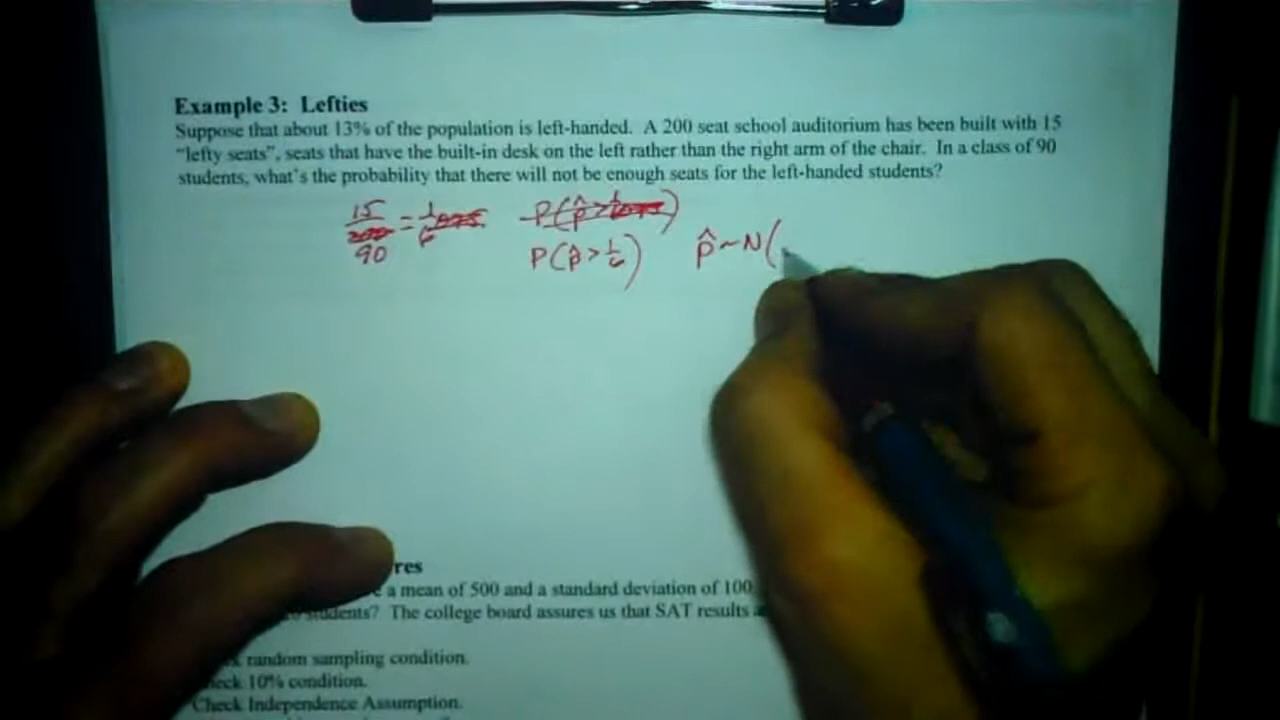 Example 3: Lefties
Suppose that about 13% of the population is left-handed. A 200 seat school auditorium has been built with 15
“lefty seats”, seats that have the built-in desk on the left rather than the right arm of the chair. In a class of 90
students, what’s the probability that there will not be enough seats for the left-handed students?
15/90 = 1/6
P(p̂ >
P(p̂ > 1/6) p̂ ~ N(
res
a mean of 500 and a standard deviation of 100
students? The college board assures us that SAT results
random sampling condition.
10% condition.
Check Independence Assumption.